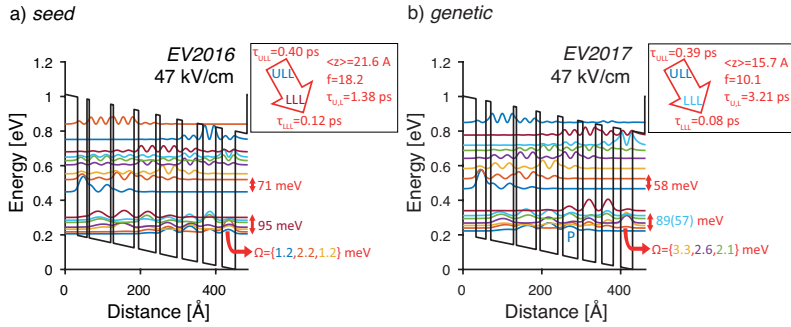 a) seed
EV2016
47 kV/cm
τULL=0.40 ps
<z>=21.6 A
f=18.2
τU,L=1.38 ps
ULL
LLL
τLLL=0.12 ps
71 meV
95 meV
Ω={1.2,2.2,1.2} meV
Energy [eV]
1.2
1
0.8
0.6
0.4
0.2
0
0
200
400
Distance [Å]
b) genetic
EV2017
47 kV/cm
τULL=0.39 ps
<z>=15.7 A
f=10.1
τU,L=3.21 ps
ULL
LLL
τLLL=0.08 ps
58 meV
89(57) meV
P
Ω={3.3,2.6,2.1} meV
Energy [eV]
1.2
1
0.8
0.6
0.4
0.2
0
0
200
400
Distance [Å]